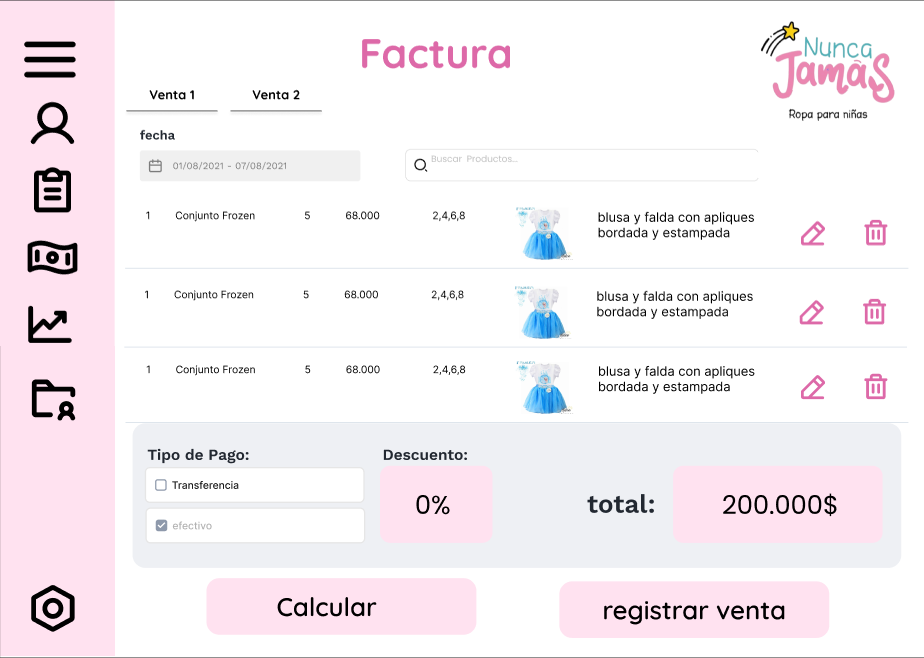 Factura
Nunca
Jamás
Ropa para niñas
Venta 1
Venta 2
fecha
01/08/2021 - 07/08/2021
Buscar Productos...
1 Conjunto Frozen 5 68.000 2,4,6,8
blusa y falda con apliques
bordada y estampada
1 Conjunto Frozen 5 68.000 2,4,6,8
blusa y falda con apliques
bordada y estampada
1 Conjunto Frozen 5 68.000 2,4,6,8
blusa y falda con apliques
bordada y estampada
Tipo de Pago:
Descuento:
Transferencia
efectivo
0%
total:
200.000$
Calcular
registrar venta